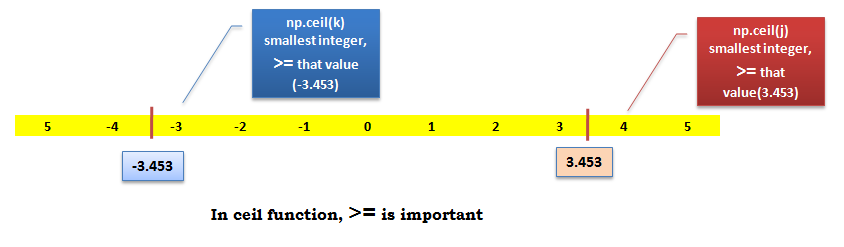 np.ceil(k)
smallest integer,
>= that value
(-3.453)
np.ceil(j)
smallest integer,
>= that
value(3.453)
5 -4 -3 -2 -1 0 1 2 3 4 5
-3.453
3.453
In ceil function, >= is important